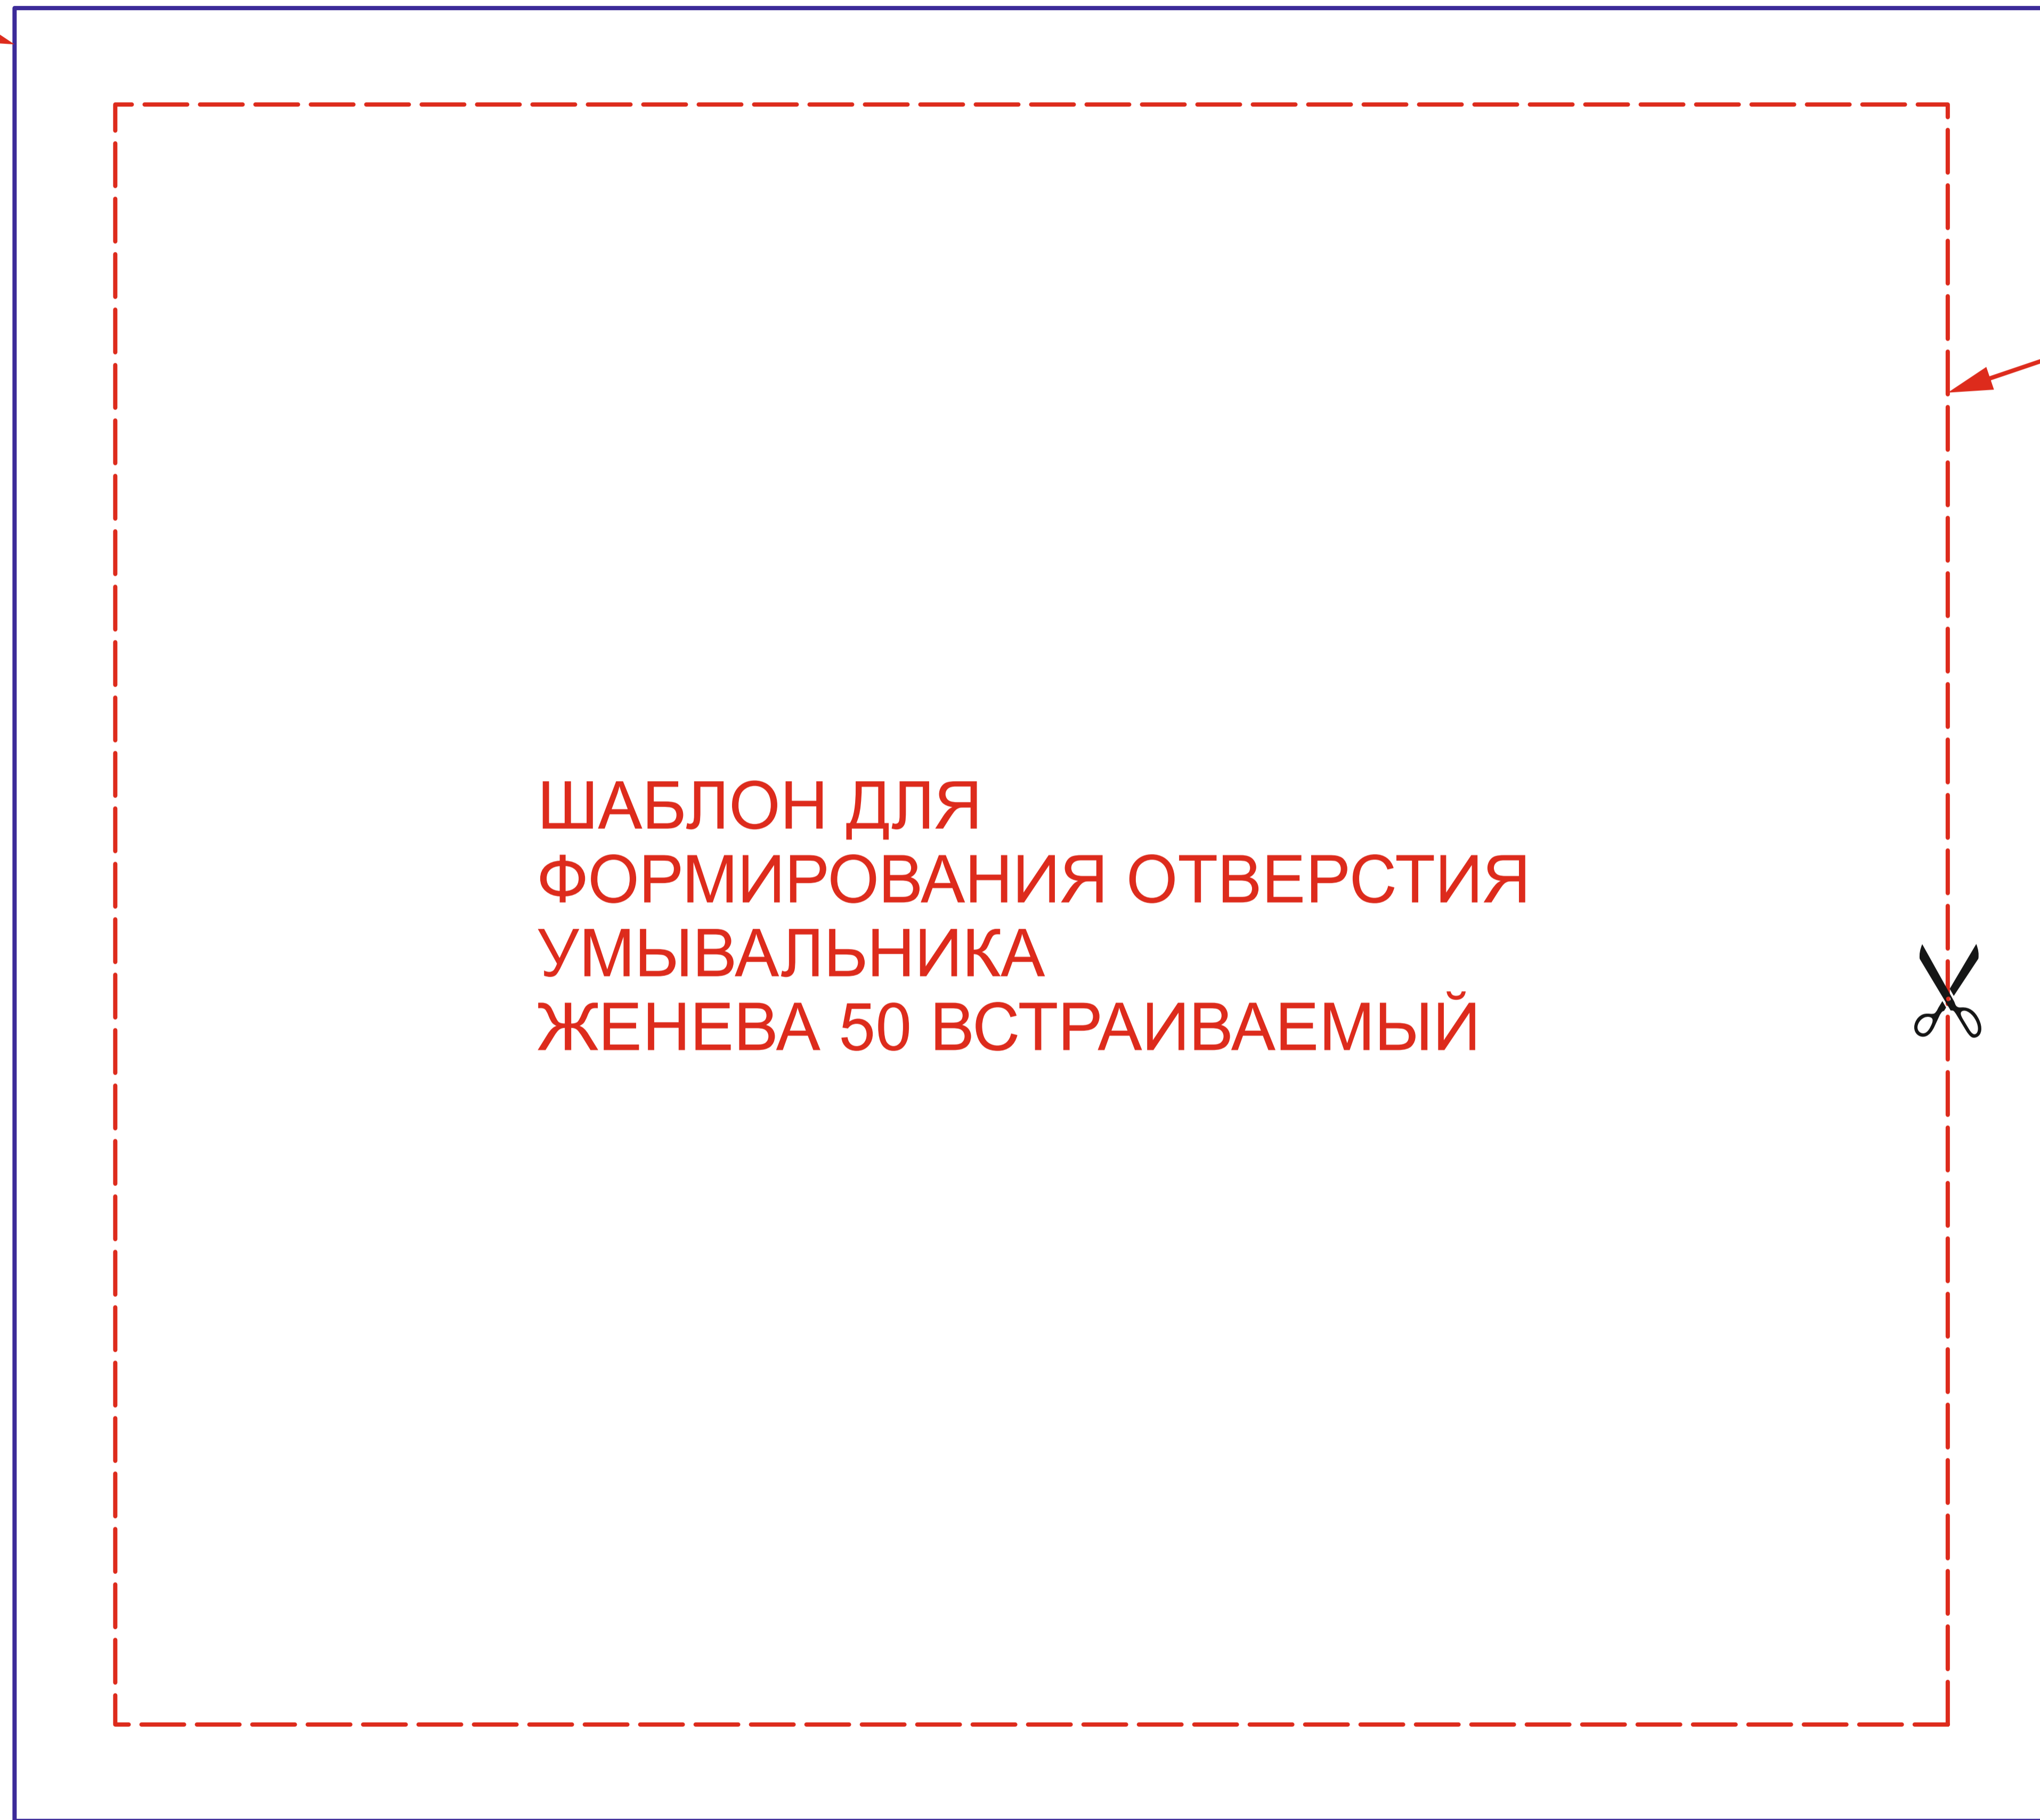 ШАБЛОН ДЛЯ
ФОРМИРОВАНИЯ ОТВЕРСТИЯ
УМЫВАЛЬНИКА
ЖЕНЕВА 50 ВСТРАИВАЕМЫЙ